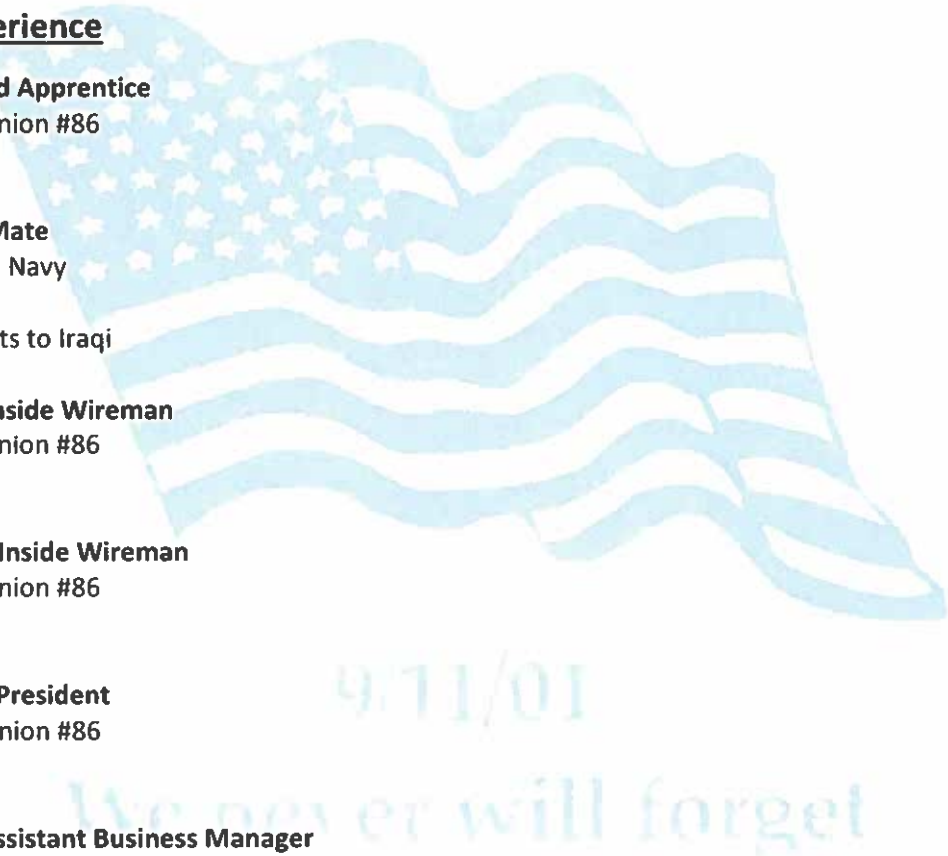 erience
d Apprentice
nion #86
Mate
Navy
ts to Iraqi
nside Wireman
nion #86
Inside Wireman
nion #86
President
nion #86
9/11/01
We never will forget
ssistant Business Manager